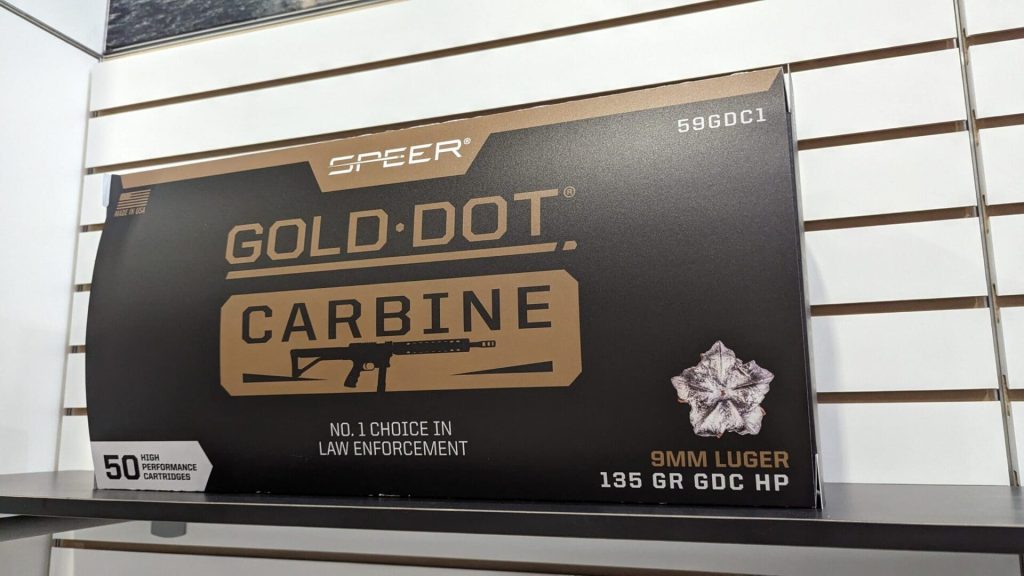 SPEER®
59GDC1
MADE IN USA
GOLD·DOT®
CARBINE
NO. 1 CHOICE IN
LAW ENFORCEMENT
50 HIGH
PERFORMANCE
CARTRIDGES
9MM LUGER
135 GR GDC HP